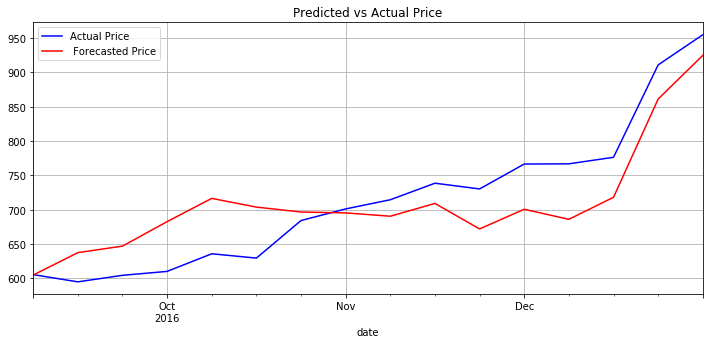 Predicted vs Actual Price
Actual Price
Forecasted Price
950
900
850
800
750
700
650
600
Oct
2016
Nov
Dec
date